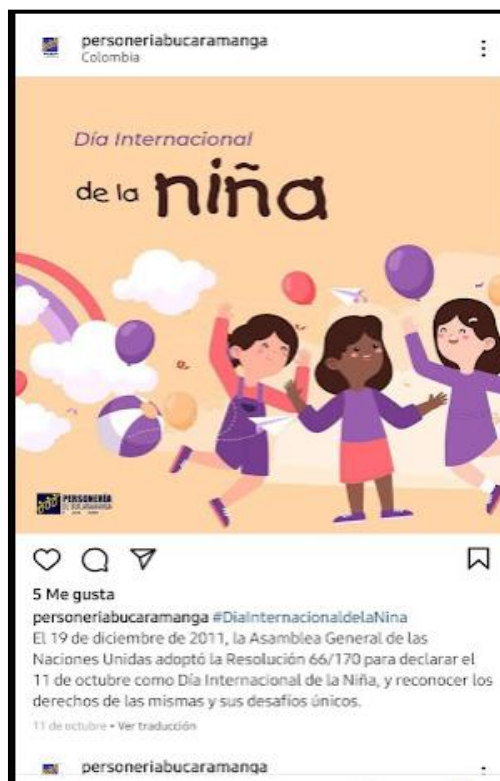 personeriabucaramanga
Colombia
Día Internacional
de la niña
PERSONERÍA
DE BUCARAMANGA
5 Me gusta
personeriabucaramanga #DiaInternacionaldelaNina
El 19 de diciembre de 2011, la Asamblea General de las
Naciones Unidas adoptó la Resolución 66/170 para declarar el
11 de octubre como Día Internacional de la Niña, y reconocer los
derechos de las mismas y sus desafíos únicos.
11 de octubre • Ver traducción
personeriabucaramanga